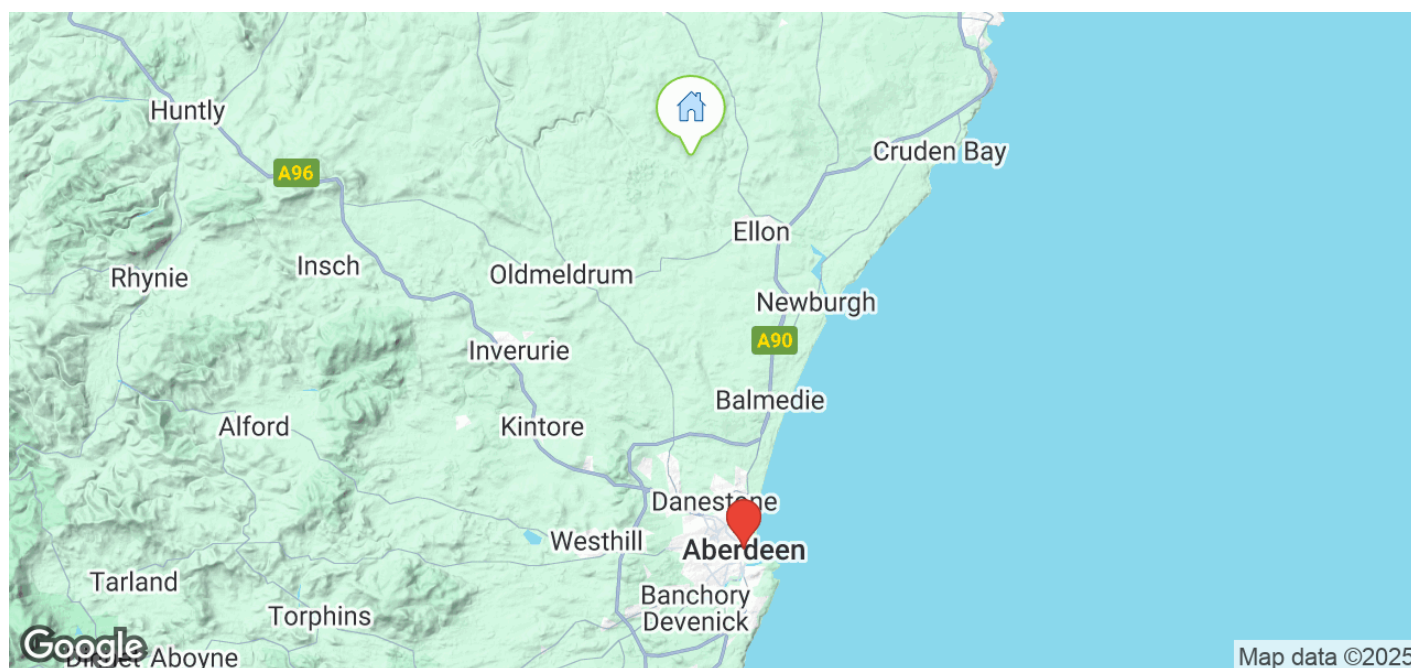 Huntly
Cruden Bay
A96
Ellon
Insch
Oldmeldrum
Rhynie
Newburgh
A90
Inverurie
Balmedie
Alford
Kintore
Danestone
Westhill
Aberdeen
Tarland
Banchory
Devenick
Torphins
Google
Aboyne
Map data ©2025